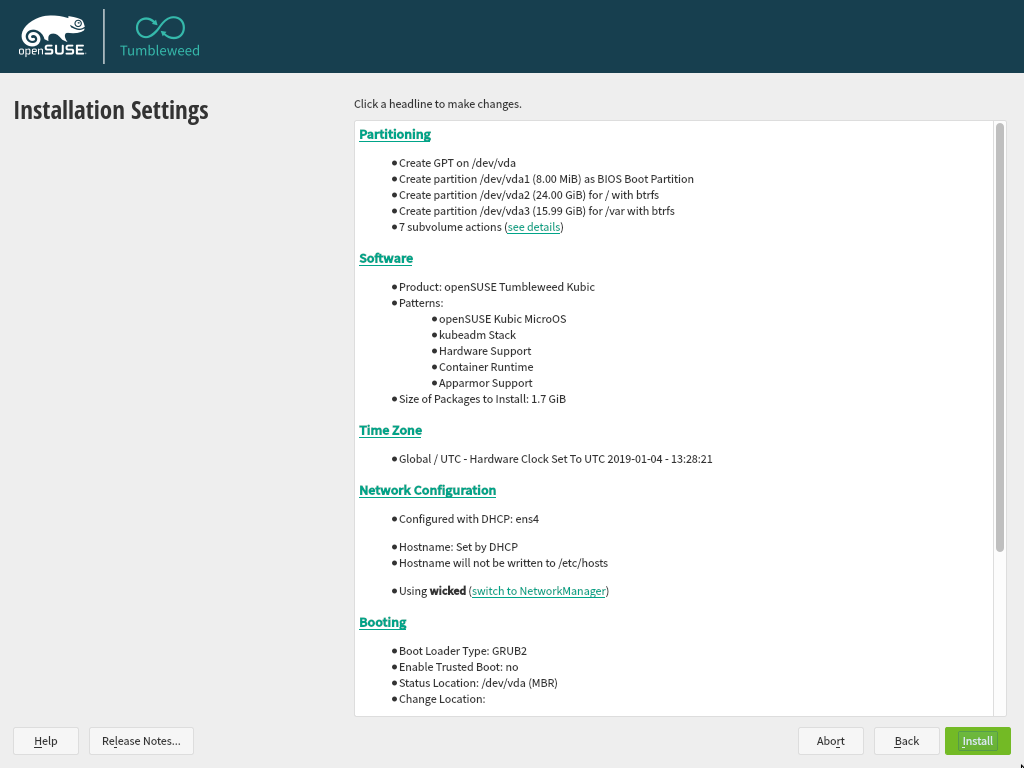 openSUSE.
Tumbleweed
Installation Settings
Click a headline to make changes.
Partitioning
Create GPT on /dev/vda
Create partition /dev/vda1 (8.00 MiB) as BIOS Boot Partition
Create partition /dev/vda2 (24.00 GiB) for / with btrfs
Create partition /dev/vda3 (15.99 GiB) for /var with btrfs
7 subvolume actions (see details)
Software
Product: openSUSE Tumbleweed Kubic
Patterns:
openSUSE Kubic MicroOS
kubeadm Stack
Hardware Support
Container Runtime
Apparmor Support
Size of Packages to Install: 1.7 GiB
Time Zone
Global / UTC - Hardware Clock Set To UTC 2019-01-04 - 13:28:21
Network Configuration
Configured with DHCP: ens4
Hostname: Set by DHCP
Hostname will not be written to /etc/hosts
Using wicked (switch to NetworkManager)
Booting
Boot Loader Type: GRUB2
Enable Trusted Boot: no
Status Location: /dev/vda (MBR)
Change Location:
Help
Release Notes...
Abort
Back
Install